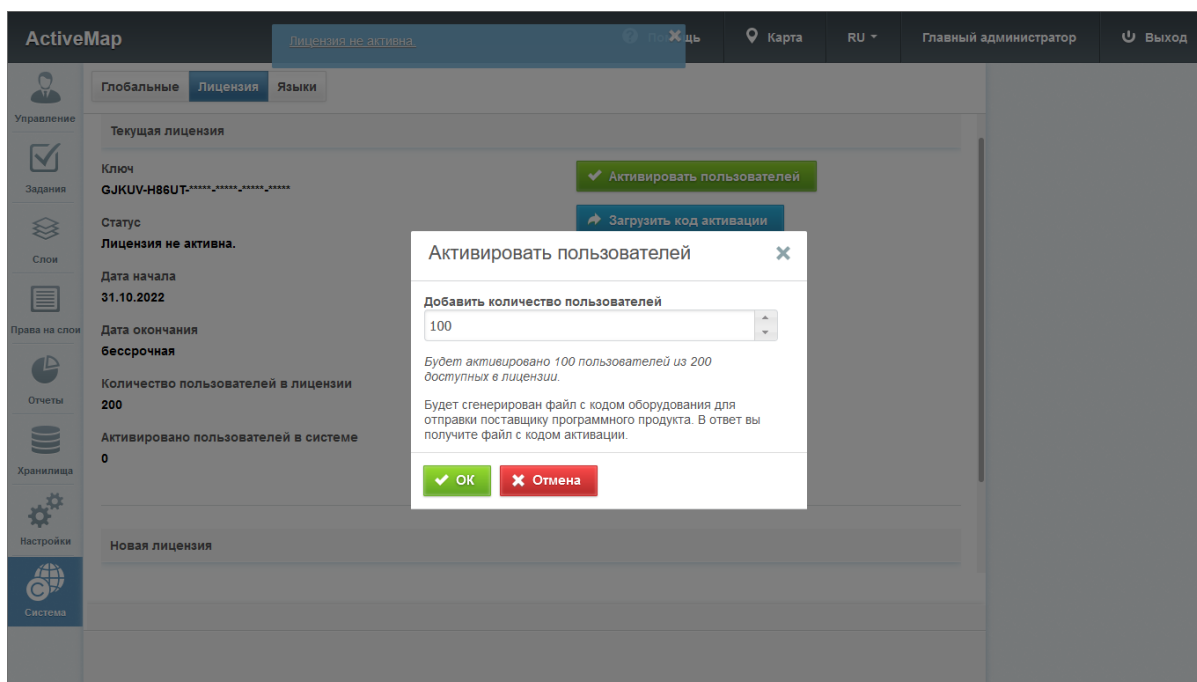 ActiveMap
Лицензия не активна.
Карта
RU
Главный администратор
Выход
Глобальные
Лицензия
Языки
Управление
Задания
Слои
Права на слои
Отчеты
Хранилища
Настройки
Система
Текущая лицензия
Ключ
GJKUV-H86UT-*****-*****-*****-*****
Статус
Лицензия не активна.
Дата начала
31.10.2022
Дата окончания
бессрочная
Количество пользователей в лицензии
200
Активировано пользователей в системе
0
Активировать пользователей
Загрузить код активации
Активировать пользователей
Добавить количество пользователей
100
Будет активировано 100 пользователей из 200
доступных в лицензии.
Будет сгенерирован файл с кодом оборудования для
отправки поставщику программного продукта. В ответ вы
получите файл с кодом активации.
ОК
Отмена
Новая лицензия